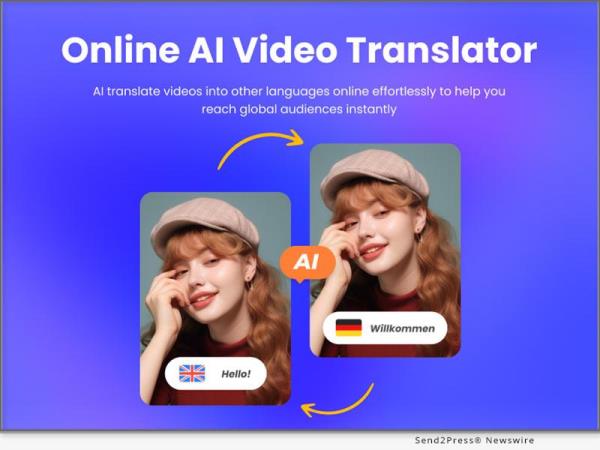 Online AI Video Translator
AI translate videos into other languages online effortlessly to help you
reach global audiences instantly
AI
Willkommen
Hello!
Send2Press® Newswire